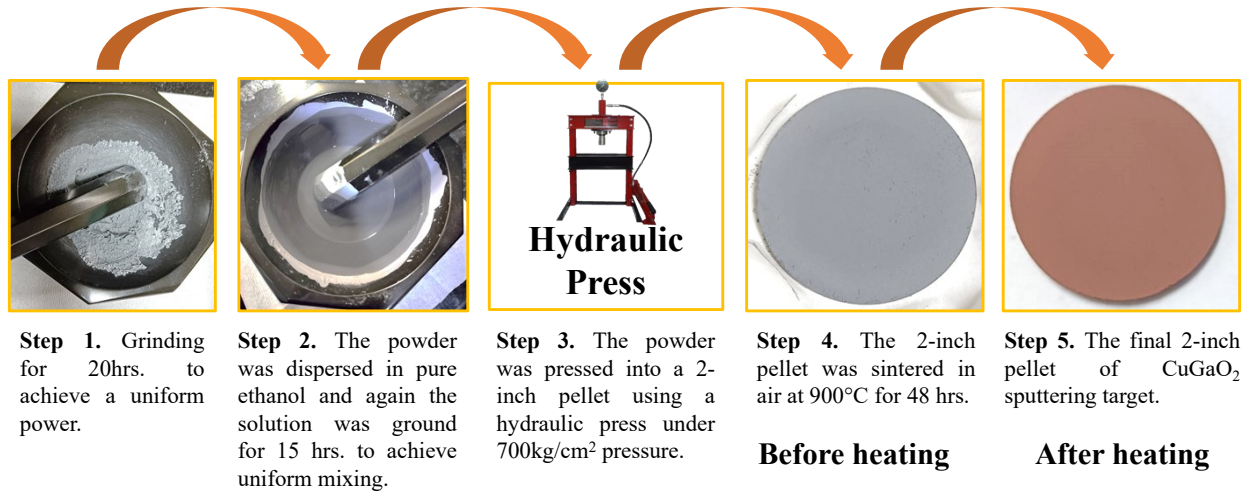 Hydraulic
Press
Step 1. Grinding
for 20hrs. to
achieve a uniform
power.
Step 2. The powder
was dispersed in pure
ethanol and again the
solution was ground
for 15 hrs. to achieve
uniform mixing.
Step 3. The powder
was pressed into a 2-
inch pellet using a
hydraulic press under
700kg/cm² pressure.
Step 4. The 2-inch
pellet was sintered in
air at 900°C for 48 hrs.
Before heating
Step 5. The final 2-inch
pellet of CuGaO₂
sputtering target.
After heating